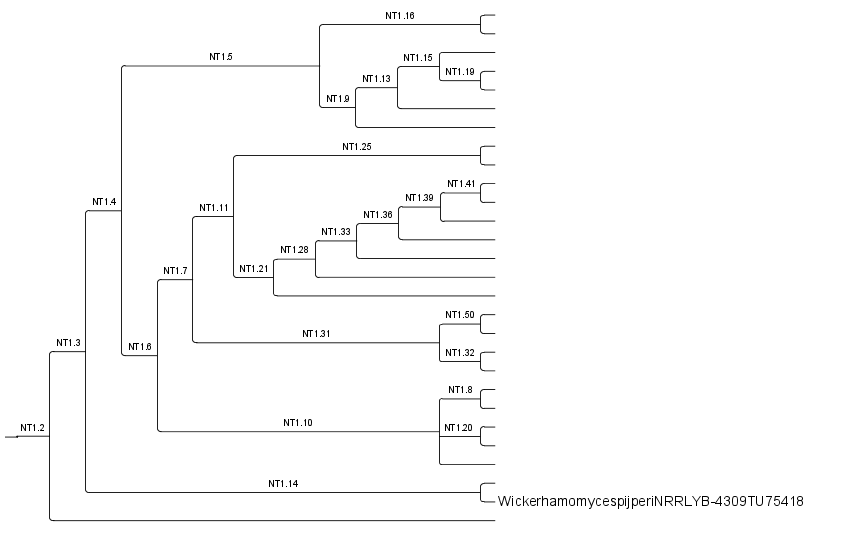 NT1.16
NT1.5
NT1.15
NT1.19
NT1.13
NT1.9
NT1.25
NT1.41
NT1.39
NT1.4
NT1.11
NT1.36
NT1.33
NT1.28
NT1.7
NT1.21
NT1.50
NT1.31
NT1.3
NT1.6
NT1.32
NT1.8
NT1.10
NT1.2
NT1.20
NT1.14
WickerhamomycespijperiNRRLYB-4309TU75418